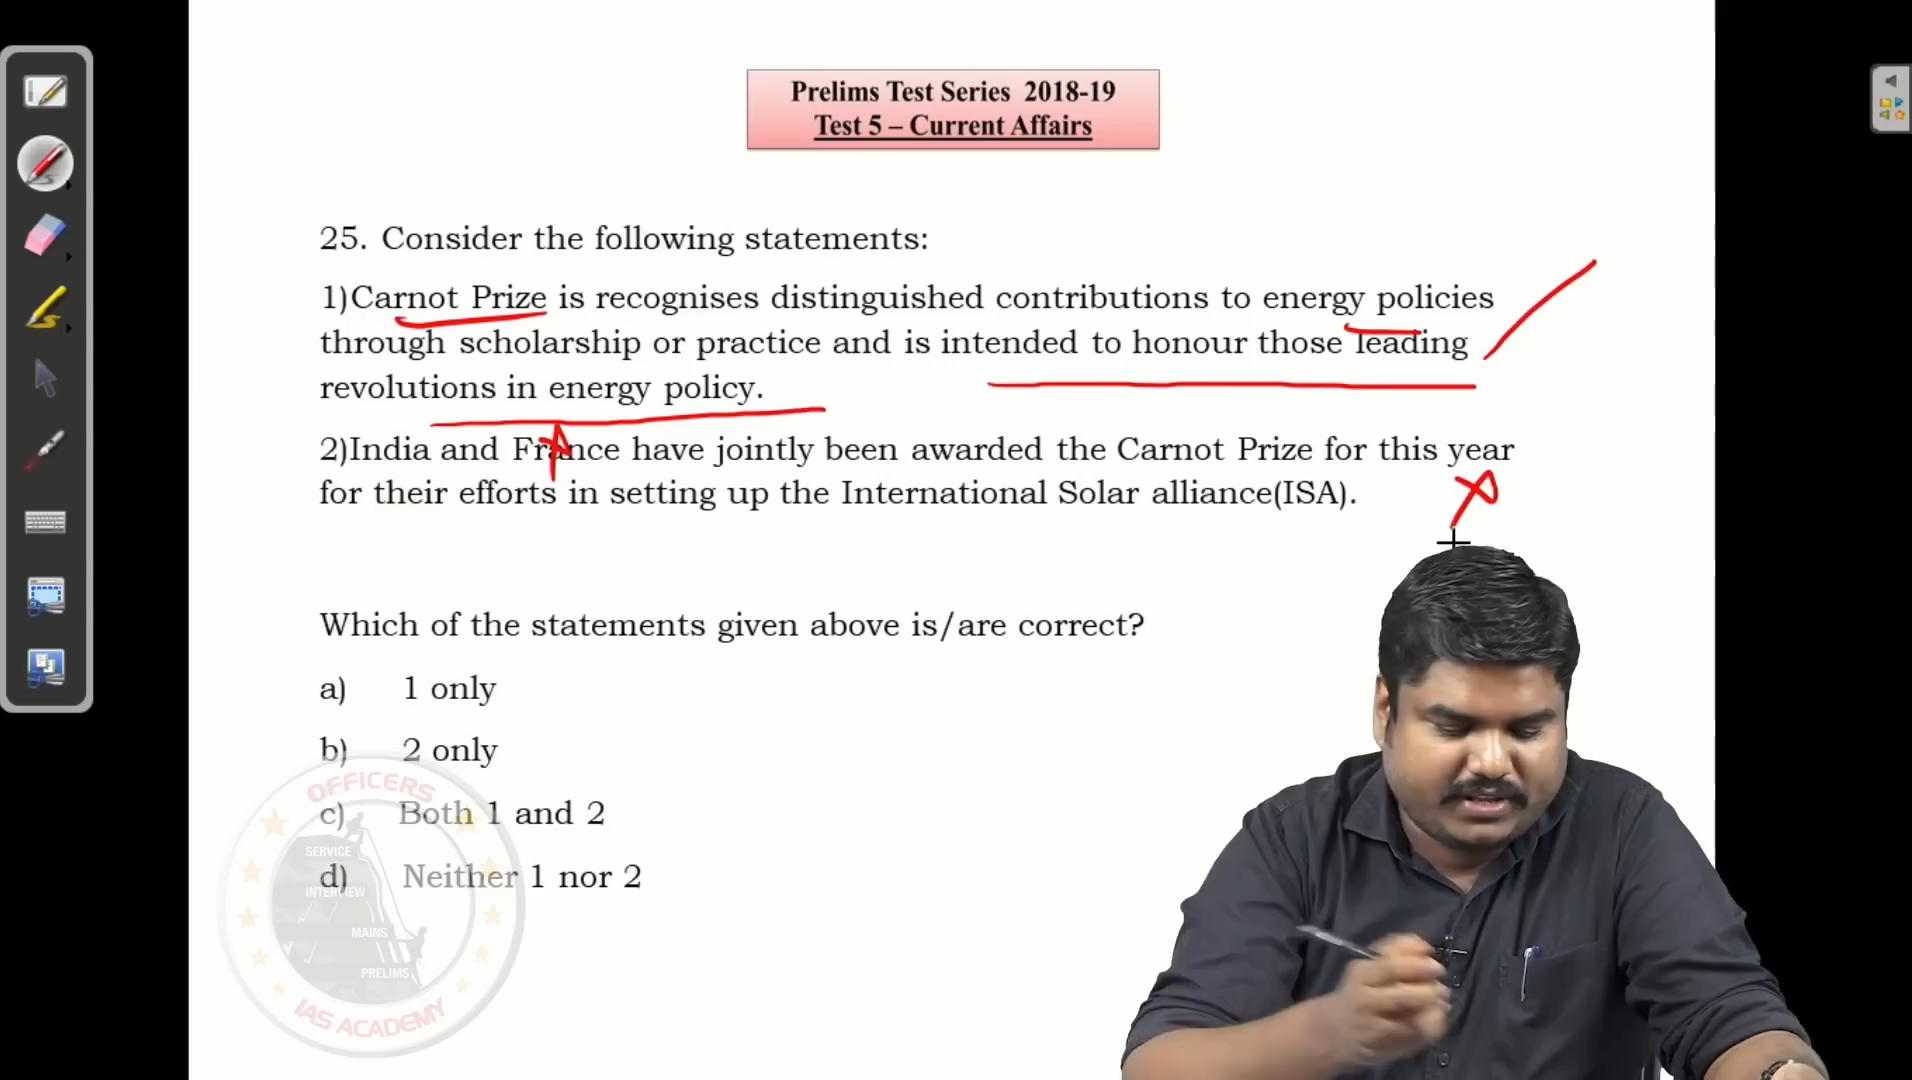 Prelims Test Series 2018-19
Test 5 – Current Affairs
25. Consider the following statements:
1)Carnot Prize is recognises distinguished contributions to energy policies
through scholarship or practice and is intended to honour those leading
revolutions in energy policy.
2)India and France have jointly been awarded the Carnot Prize for this year
for their efforts in setting up the International Solar alliance(ISA).
Which of the statements given above is/are correct?
a) 1 only
b) 2 only
c) Both 1 and 2
d) Neither 1 nor 2
OFFICERS
SERVICE
INTERVIEW
MAINS
PRELIMS
IAS ACADEMY